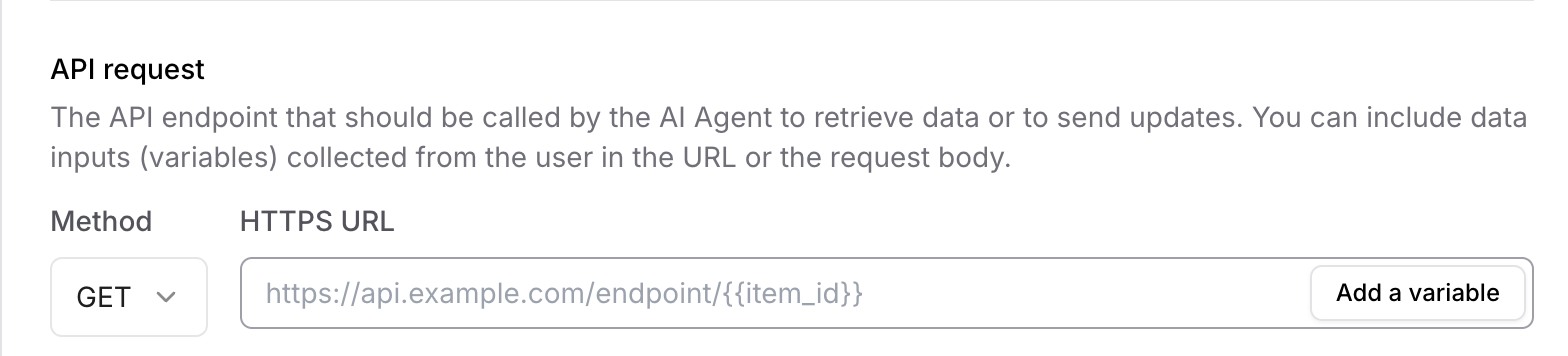 API request
The API endpoint that should be called by the AI Agent to retrieve data or to send updates. You can include data
inputs (variables) collected from the user in the URL or the request body.
Method HTTPS URL
GET https://api.example.com/endpoint/{{item_id}} Add a variable